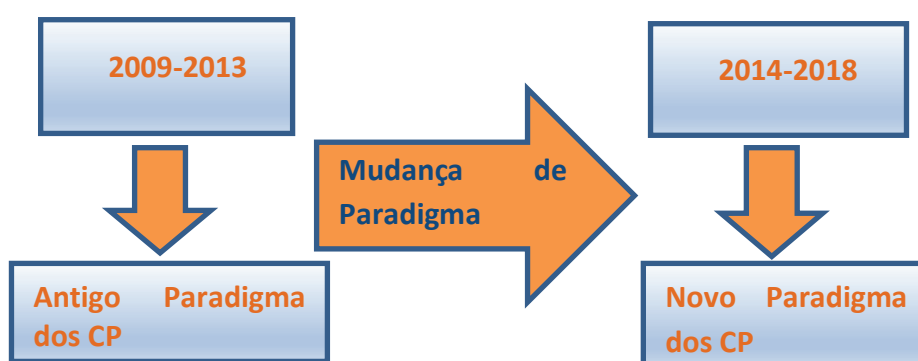 2009-2013
2014-2018
Mudança de
Paradigma
Antigo Paradigma
dos CP
Novo Paradigma
dos CP